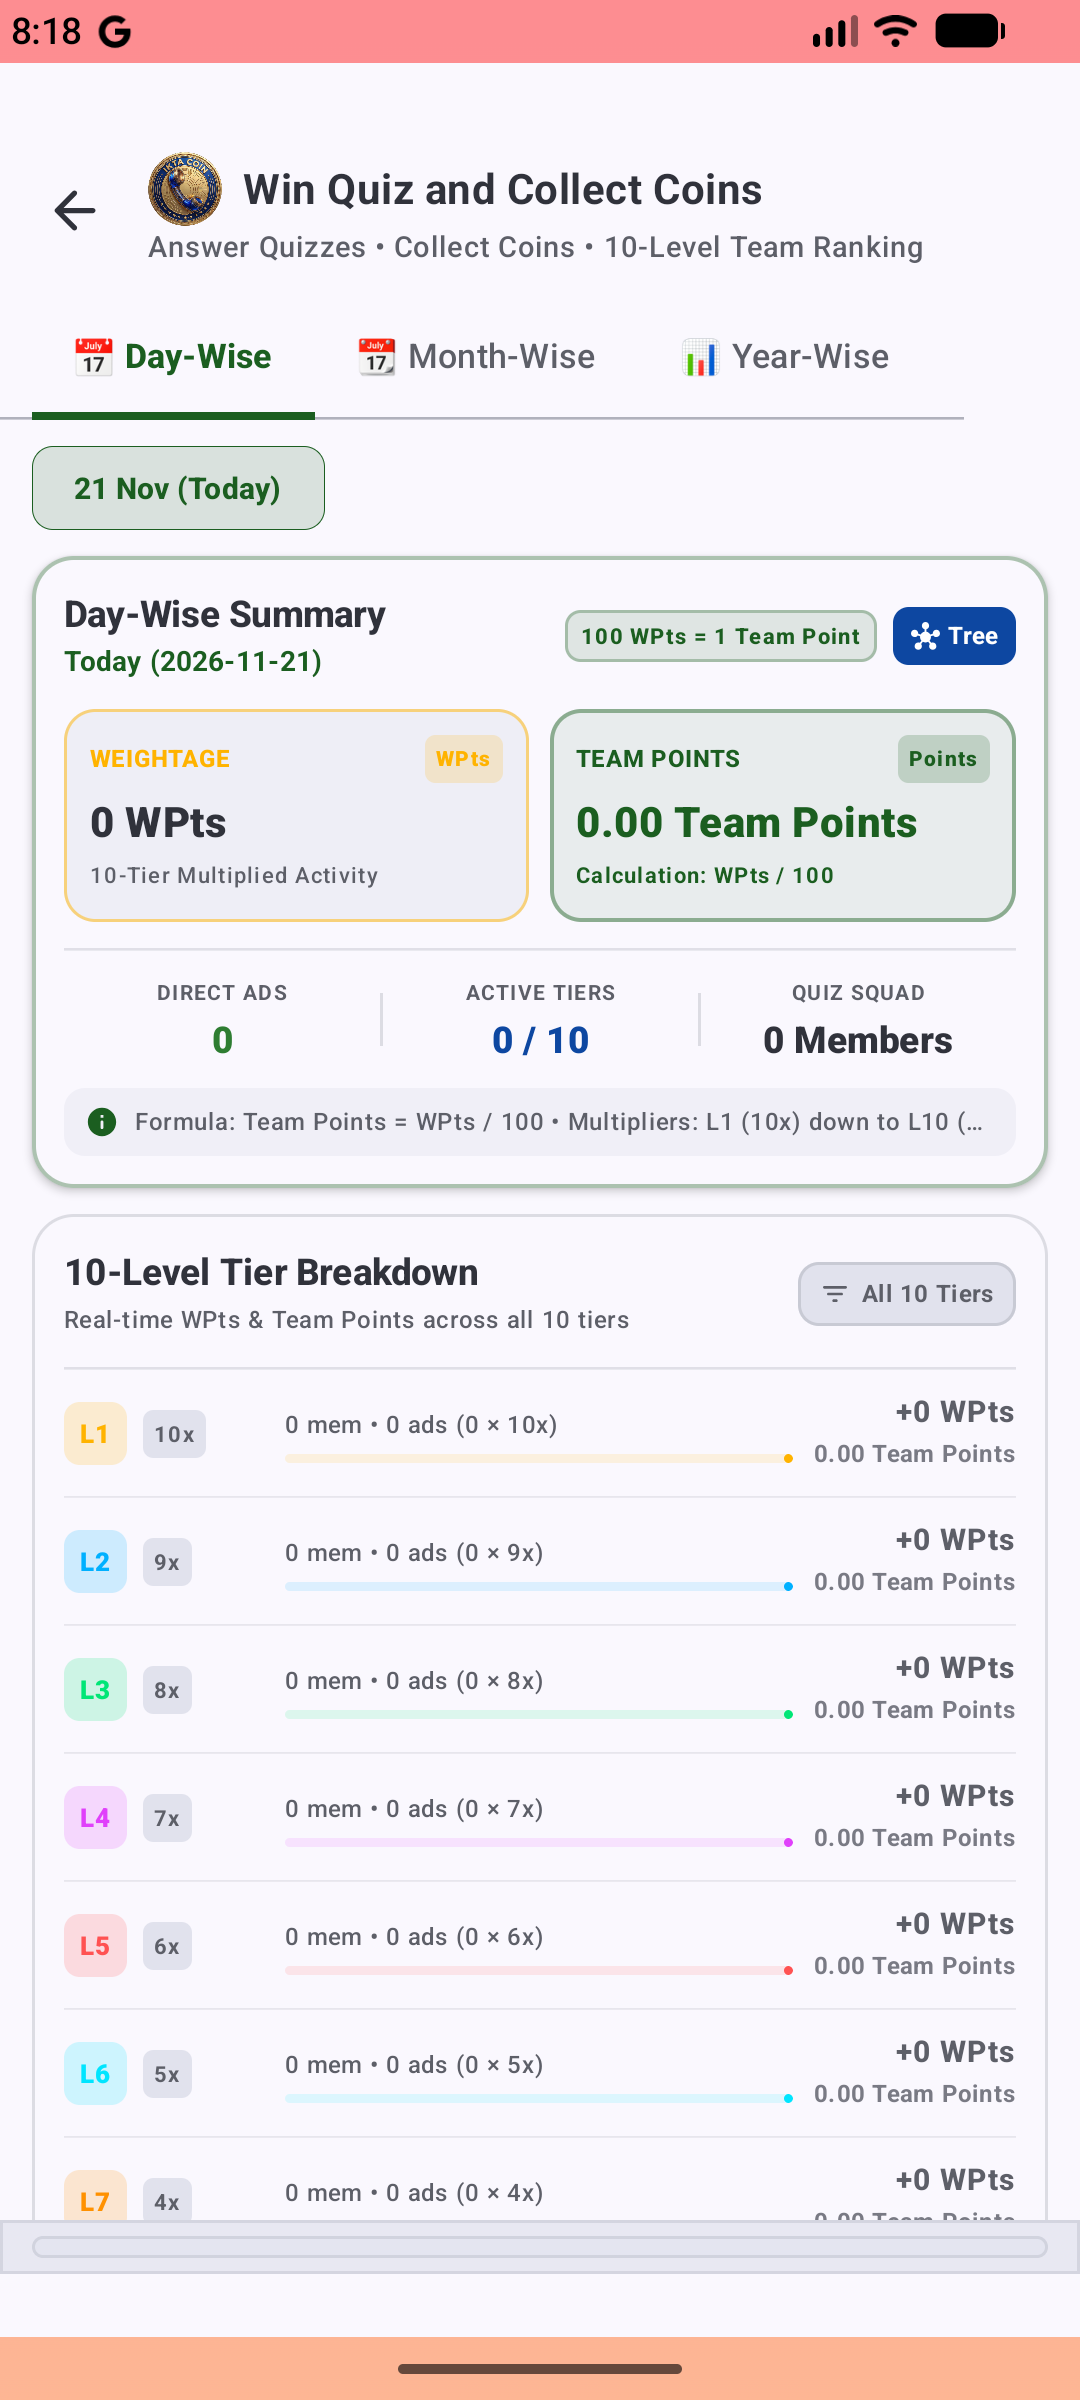 8:18
Win Quiz and Collect Coins
Answer Quizzes • Collect Coins • 10-Level Team Ranking
Day-Wise
Month-Wise
Year-Wise
21 Nov (Today)
Day-Wise Summary
Today (2026-11-21)
100 WPts = 1 Team Point
Tree
WEIGHTAGE
WPts
0 WPts
10-Tier Multiplied Activity
TEAM POINTS
Points
0.00 Team Points
Calculation: WPts / 100
DIRECT ADS
0
ACTIVE TIERS
0 / 10
QUIZ SQUAD
0 Members
Formula: Team Points = WPts / 100 • Multipliers: L1 (10x) down to L10 (...
10-Level Tier Breakdown
Real-time WPts & Team Points across all 10 tiers
All 10 Tiers
L1 10x 0 mem • 0 ads (0 × 10x) +0 WPts
0.00 Team Points
L2 9x 0 mem • 0 ads (0 × 9x) +0 WPts
0.00 Team Points
L3 8x 0 mem • 0 ads (0 × 8x) +0 WPts
0.00 Team Points
L4 7x 0 mem • 0 ads (0 × 7x) +0 WPts
0.00 Team Points
L5 6x 0 mem • 0 ads (0 × 6x) +0 WPts
0.00 Team Points
L6 5x 0 mem • 0 ads (0 × 5x) +0 WPts
0.00 Team Points
L7 4x 0 mem • 0 ads (0 × 4x) +0 WPts